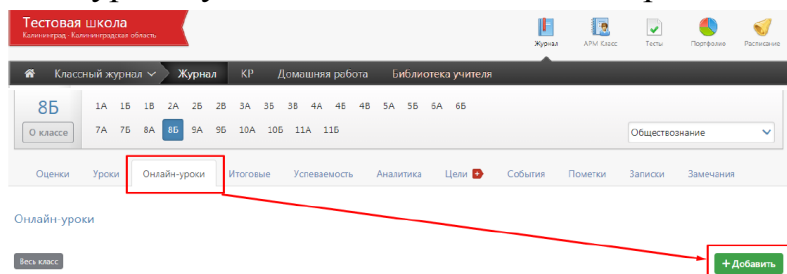 Тестовая школа
Калининград - Калининградская область
Журнал АРМ Класс Тесты Портфолио Расписание
Классный журнал Журнал КР Домашняя работа Библиотека учителя
8Б 1А 1Б 1В 2А 2Б 2В 3А 3Б 3В 4А 4Б 4В 5А 5Б 6А 6Б
О классе 7А 7Б 8А 8Б 9А 9Б 10А 10Б 11А 11Б Обществознание
Оценки Уроки Онлайн-уроки Итоговые Успеваемость Аналитика Цели События Пометки Записки Замечания
Онлайн-уроки
Весь класс + Добавить